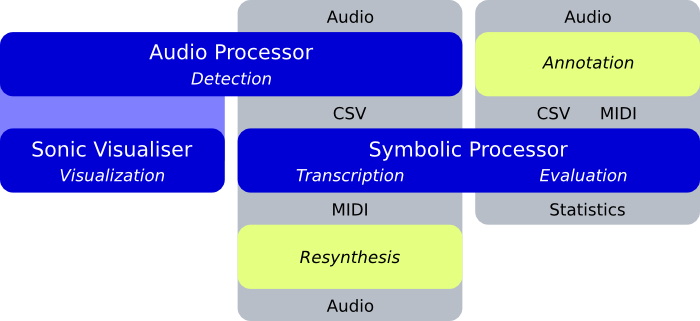 Audio
Audio
Audio Processor
Detection
Annotation
CSV
CSV MIDI
Sonic Visualiser
Visualization
Symbolic Processor
Transcription Evaluation
MIDI
Statistics
Resynthesis
Audio